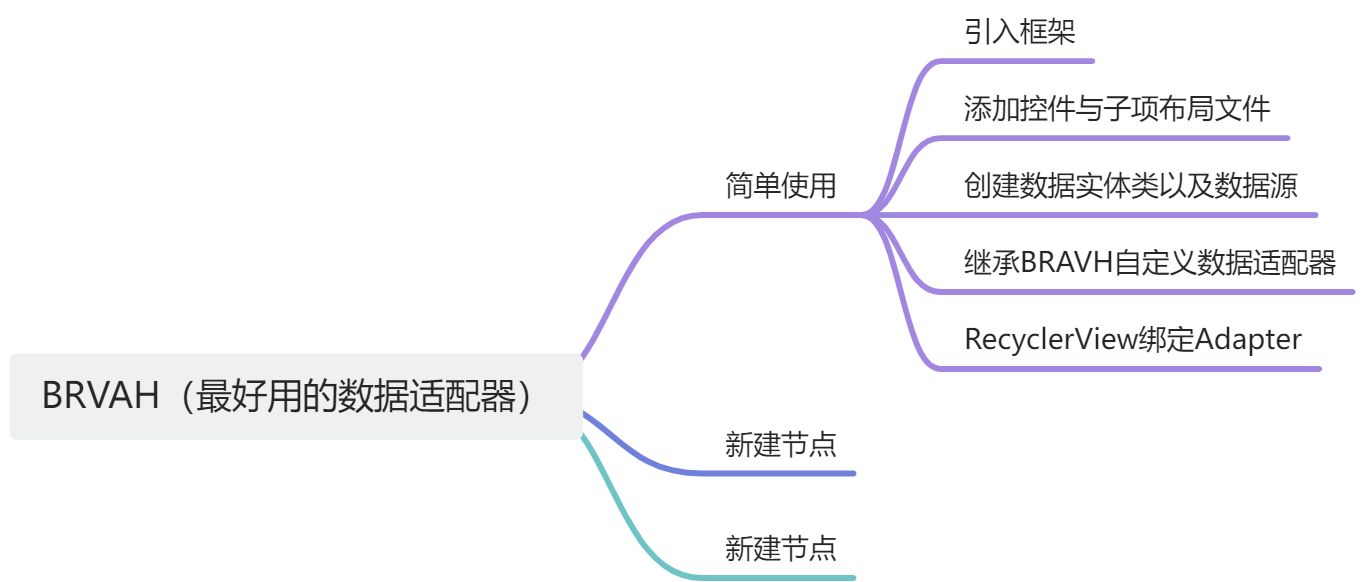 BRVAH（最好用的数据适配器）
简单使用
引入框架
添加控件与子项布局文件
创建数据实体类以及数据源
继承BRAVH自定义数据适配器
RecyclerView绑定Adapter
新建节点
新建节点